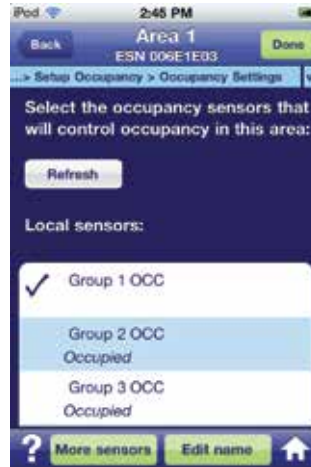 iPod 2:45 PM
Back Area 1 Done
ESN 006E1E03
...> Setup Occupancy > Occupancy Settings
Select the occupancy sensors that
will control occupancy in this area:
Refresh
Local sensors:
Group 1 OCC
Group 2 OCC
Occupied
Group 3 OCC
Occupied
? More sensors Edit name